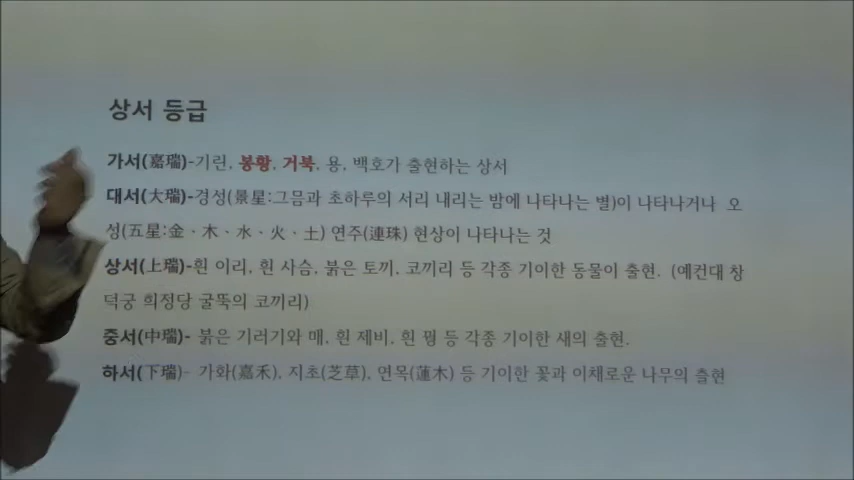 상서 등급
가서(嘉瑞)-기린, 봉황, 거북, 용, 백호가 출현하는 상서
대서(大瑞)-경성(景星:그믐과 초하루의 서리 내리는 밤에 나타나는 별)이 나타나거나 오
성(五星:金·木·水·火·土) 연주(連珠) 현상이 나타나는 것
상서(上瑞)-흰 이리, 흰 사슴, 붉은 토끼, 코끼리 등 각종 기이한 동물이 출현. (예컨대 창
덕궁 희정당 굴뚝의 코끼리)
중서(中瑞)- 붉은 기러기와 매, 흰 제비, 흰 꿩 등 각종 기이한 새의 출현.
하서(下瑞)- 가화(嘉禾), 지초(芝草), 연목(蓮木) 등 기이한 꽃과 이채로운 나무의 출현